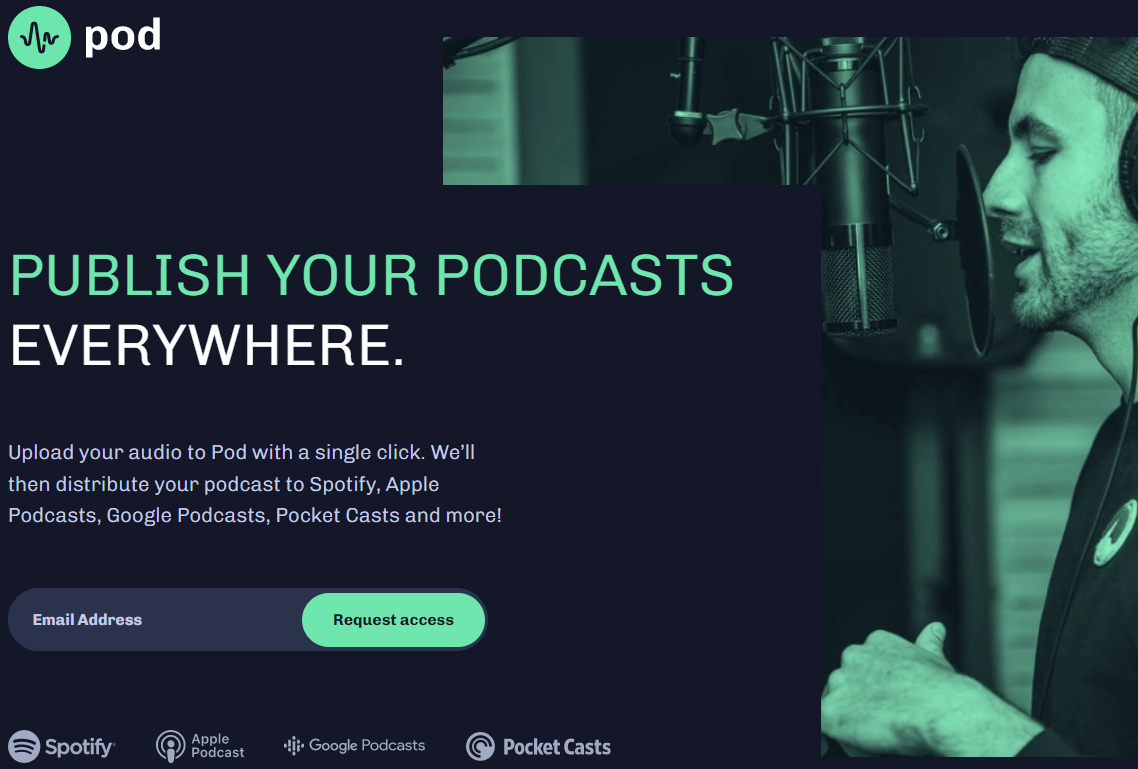 pod
PUBLISH YOUR PODCASTS
EVERYWHERE.
Upload your audio to Pod with a single click. We’ll
then distribute your podcast to Spotify, Apple
Podcasts, Google Podcasts, Pocket Casts and more!
Email Address
Request access
Spotify
Apple
Podcast
Google Podcasts
Pocket Casts